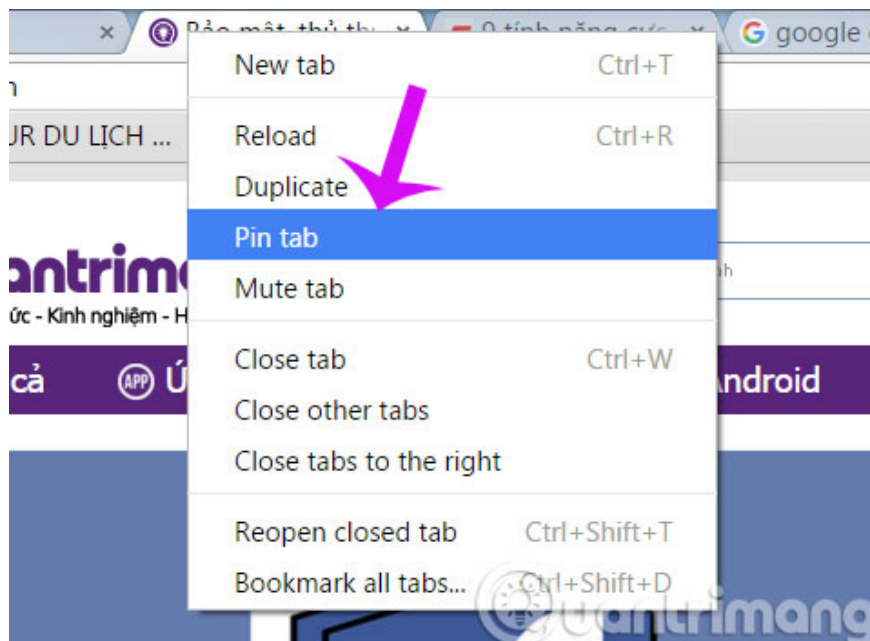 New tab Ctrl+T
JR DU LỊCH ...
Reload Ctrl+R
Duplicate
Pin tab
Mute tab
ức - Kinh nghiệm - H
Close tab Ctrl+W
cả
APP
Android
Close other tabs
Close tabs to the right
Reopen closed tab Ctrl+Shift+T
Bookmark all tabs... Ctrl+Shift+D
google
antrim
Quantrimang